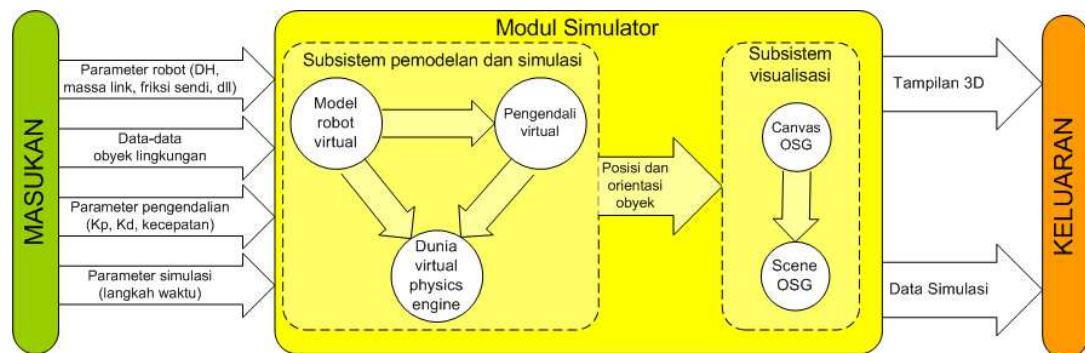 MASUKAN
Parameter robot (DH,
massa link, friksi sendi, dll)
Data-data
obyek lingkungan
Parameter pengendalian
(Kp, Kd, kecepatan)
Parameter simulasi
(langkah waktu)
Modul Simulator
Subsistem pemodelan dan simulasi
Model
robot
virtual
Pengendali
virtual
Dunia
virtual
physics
engine
Posisi dan
orientasi
obyek
Subsistem
visualisasi
Canvas
OSG
Scene
OSG
Tampilan 3D
Data Simulasi
KELUARAN